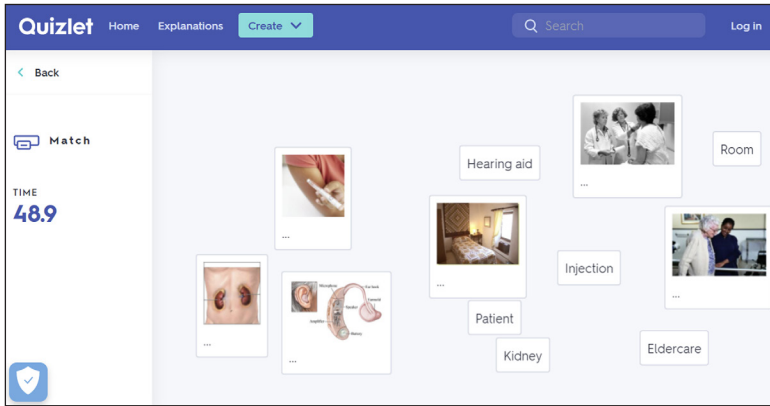 Quizlet Home Explanations Create Search Log in
Back
Match
TIME
48.9
Hearing aid
Room
...
...
...
...
...
...
Injection
Patient
Kidney
Eldercare
Microphone